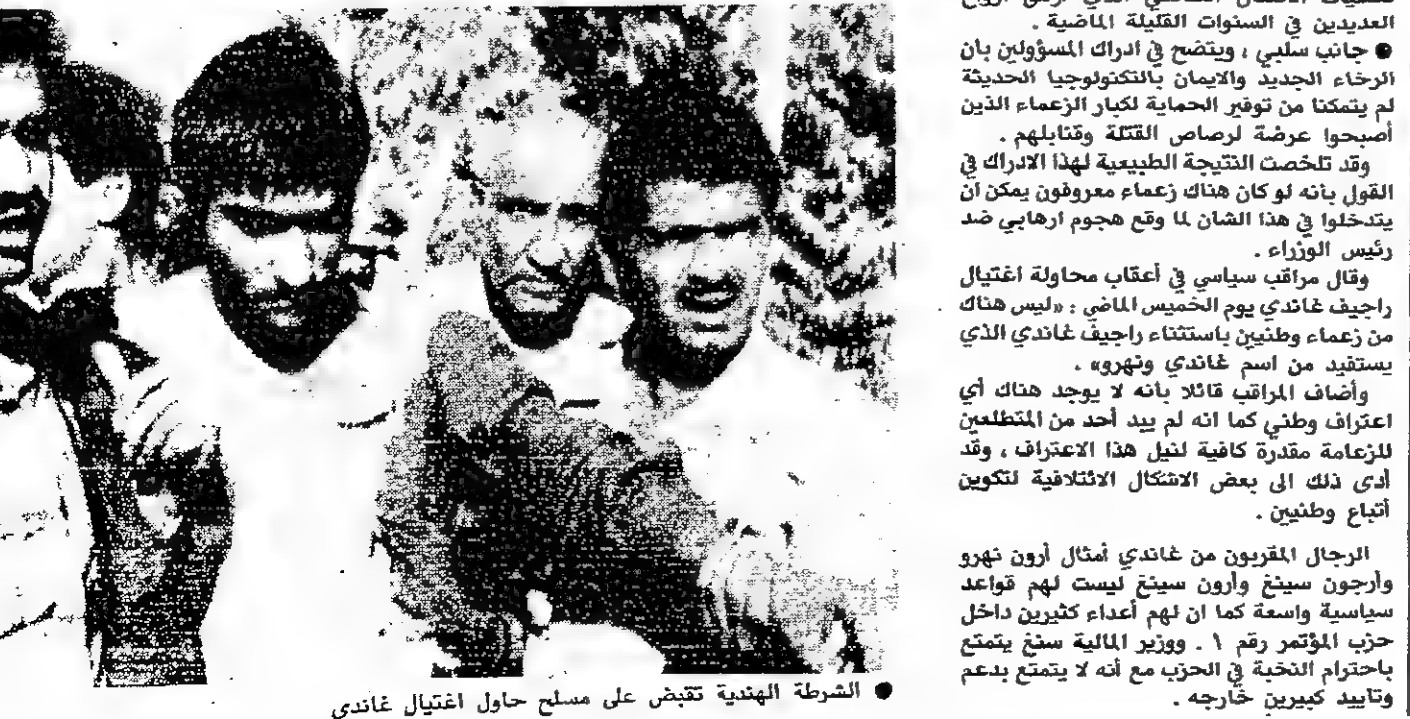 العديدين في السنوات القليلة الماضية .
● جانب سلبي ، ويتضح في ادراك المسؤولين بان
الرخاء الجديد والايمان بالتكنولوجيا الحديثة
لم يتمكنا من توفير الحماية لكبار الزعماء الذين
أصبحوا عرضة لرصاص القتلة وقنابلهم .
وقد تلخصت النتيجة الطبيعية لهذا الادراك في
القول بأنه لو كان هناك زعماء معروفون يمكن ان
يتدخلوا في هذا الشان لما وقع هجوم ارهابي ضد
رئيس الوزراء .
وقال مراقب سياسي في أعقاب محاولة اغتيال
راجيف غاندي يوم الخميس الماضي : «ليس هناك
من زعماء وطنيين باستثناء راجيف غاندي الذي
يستفيد من اسم غاندي ونهرو» .
وأضاف المراقب قائلا بأنه لا يوجد هناك أي
اعتراف وطني كما انه لم يبد أحد من المتطلعين
للزعامة مقدرة كافية لنيل هذا الاعتراف ، وقد
أدى ذلك الى بعض الاشكال الائتلافية لتكوين
أتباع وطنيين .
الرجال المقربون من غاندي أمثال أرون نهرو
وأرجون سينغ وأرون سينغ ليست لهم قواعد
سياسية واسعة كما ان لهم أعداء كثيرين داخل
حزب المؤتمر رقم ١ . ووزير المالية سنغ يتمتع
باحترام النخبة في الحزب مع أنه لا يتمتع بدعم
وتاييد كبيرين خارجه .
● الشرطة الهندية تقبض على مسلح حاول اغتيال غاندي